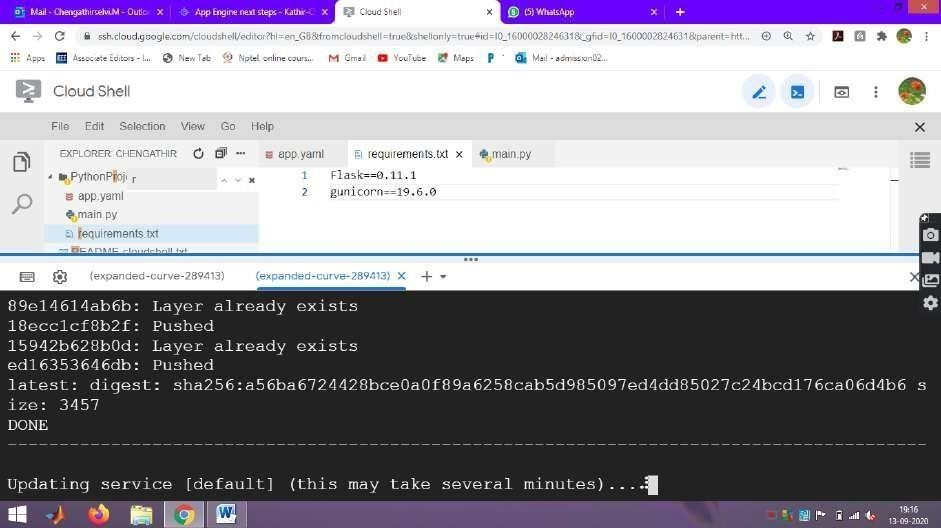 Mail - Chengathirselvi.M - Outlo
App Engine next steps - Kathir-C
Cloud Shell
(5) WhatsApp
ssh.cloud.google.com/cloudshell/editor?hl=en_GB&fromcloudshell=true&shellonly=true#id=I0_1600002824631&_gfid=I0_1600002824631&parent=htt...
Apps
Associate Editors - I...
New Tab
Nptel, online cours...
Gmail
YouTube
Maps
P
Mail - admission02...
Cloud Shell
File Edit Selection View Go Help
EXPLORER: CHENGATHIR
app.yaml
requirements.txt
main.py
PythonProj
r
app.yaml
main.py
requirements.txt
README-cloudshell.txt
1 Flask==0.11.1
2 gunicorn==19.6.0
(expanded-curve-289413)
(expanded-curve-289413)
89e14614ab6b: Layer already exists
18ecc1cf8b2f: Pushed
15942b628b0d: Layer already exists
ed16353646db: Pushed
latest: digest: sha256:a56ba6724428bce0a0f89a6258cab5d985097ed4dd85027c24bcd176ca06d4b6 s
ize: 3457
DONE
Updating service [default] (this may take several minutes)....
19:16
13-09-2020